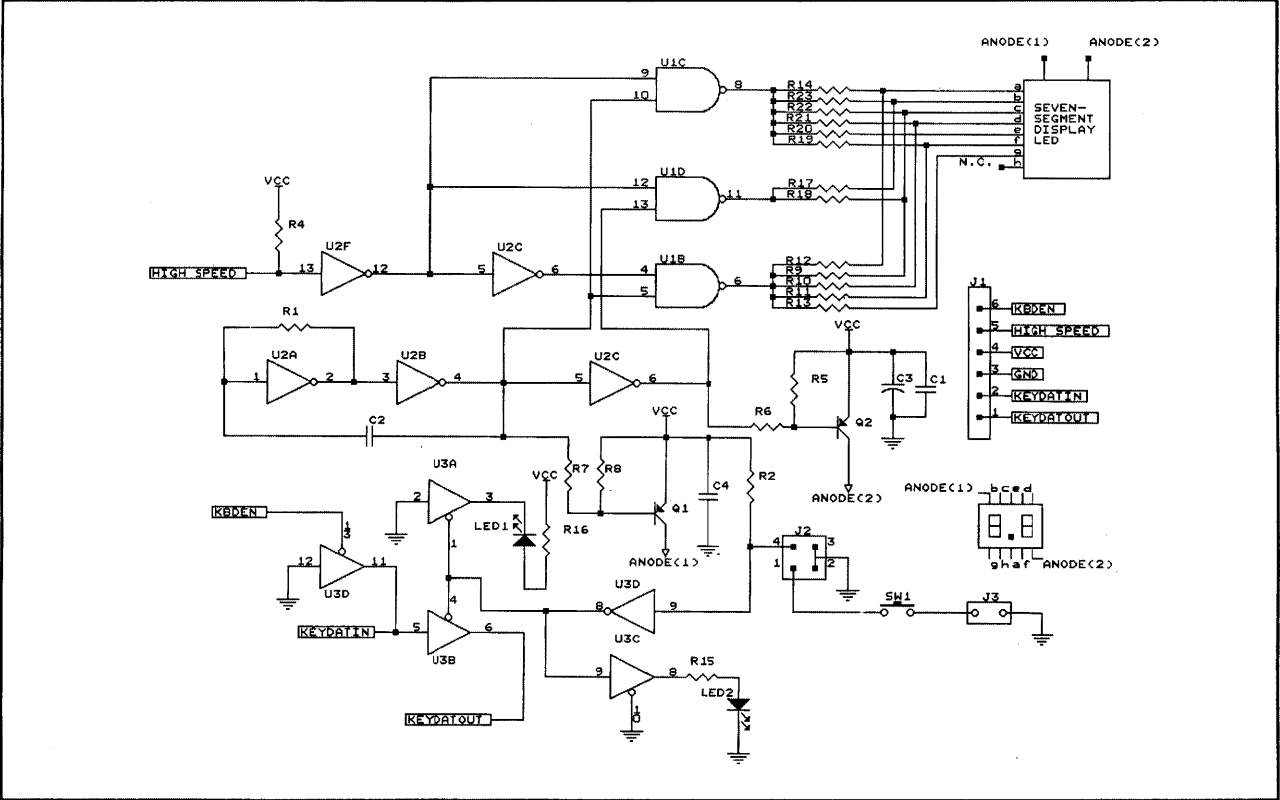 ANODE(1) ANODE(2)
U1C
9
10
8
R14
R23
R22
R21
R20
R19
a
b
c
d
e
f
g
h
SEVEN-
SEGMENT
DISPLAY
LED
N.C.
U1D
12
13
11
R17
R18
VCC
R4
HIGH SPEED
13
U2F
12
5
U2C
6
U1B
4
5
6
R12
R9
R10
R11
R13
J1
6 KBDEN
5 HIGH SPEED
4 VCC
3 GND
2 KEYDATIN
1 KEYDATOUT
R1
1
U2A
2
3
U2B
4
5
U2C
6
C2
VCC
R5
R6
Q2
C3
C1
ANODE(2)
VCC
R7
R8
C4
R2
Q1
ANODE(1)
U3A
2
3
1
LED1
VCC
R16
KBDEN
13
12
11
U3D
KEYDATIN
5
4
6
U3B
KEYDATOUT
U3D
8
9
U3C
9
8
10
R15
LED2
J2
4
3
1
2
SW1
J3
ANODE(1)
bced
ghaf
ANODE(2)